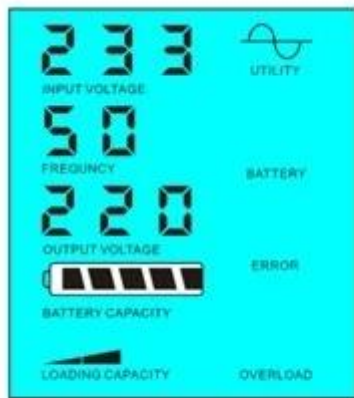 233
INPUT VOLTAGE
UTILITY
50
FREQUNCY
BATTERY
220
OUTPUT VOLTAGE
ERROR
BATTERY CAPACITY
LOADING CAPACITY
OVERLOAD